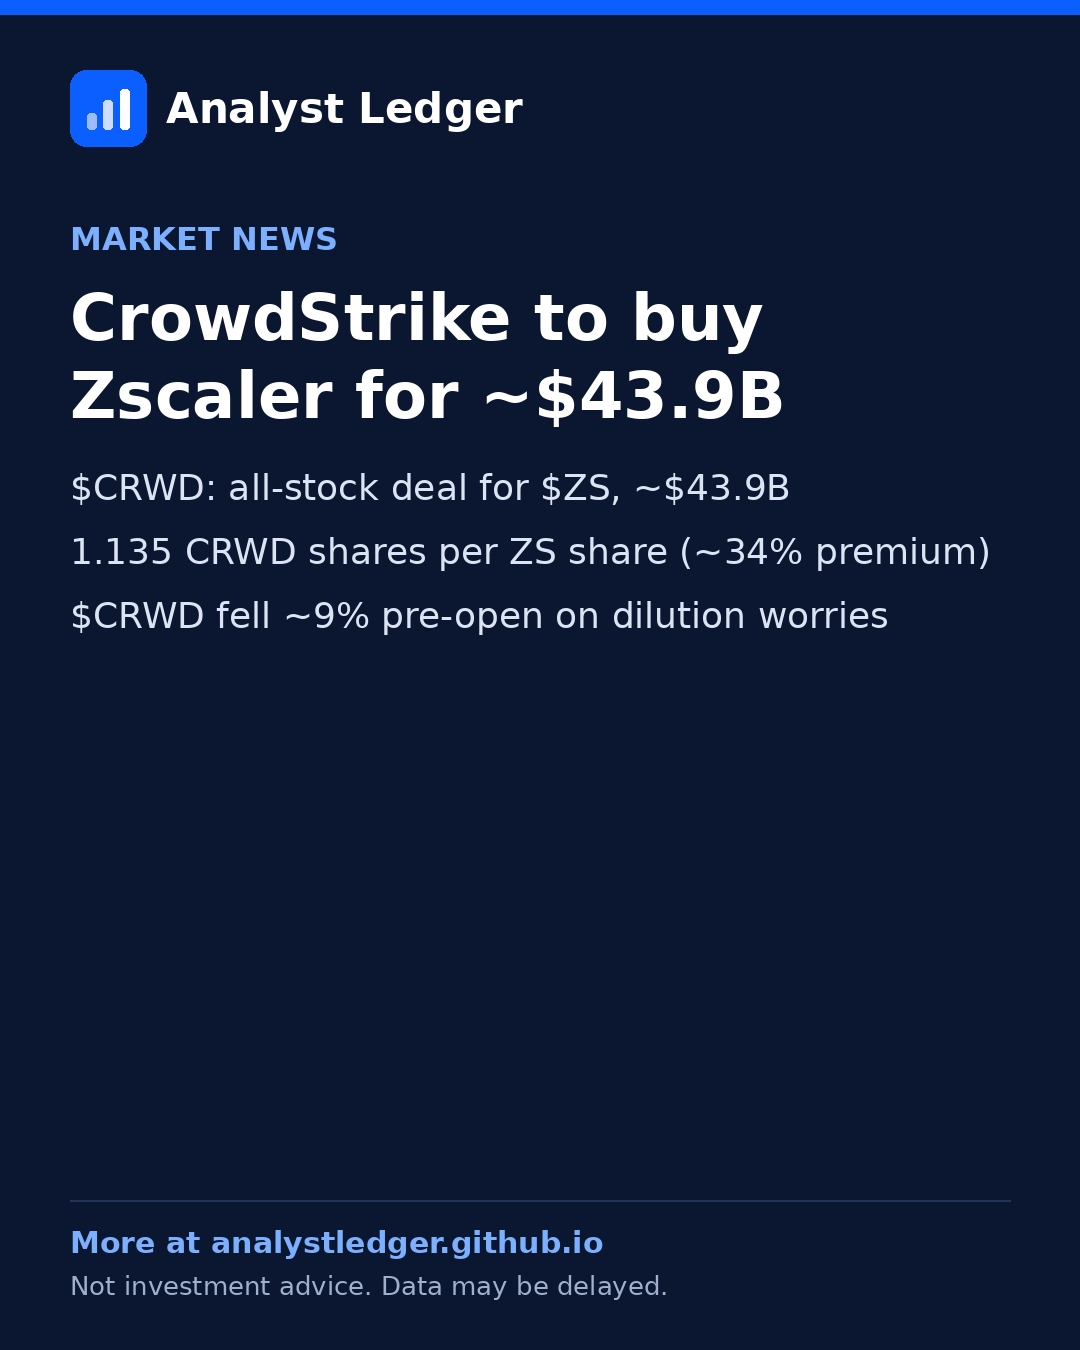 Analyst Ledger
MARKET NEWS
CrowdStrike to buy
Zscaler for ~$43.9B
$CRWD: all-stock deal for $ZS, ~$43.9B
1.135 CRWD shares per ZS share (~34% premium)
$CRWD fell ~9% pre-open on dilution worries
More at analystledger.github.io
Not investment advice. Data may be delayed.